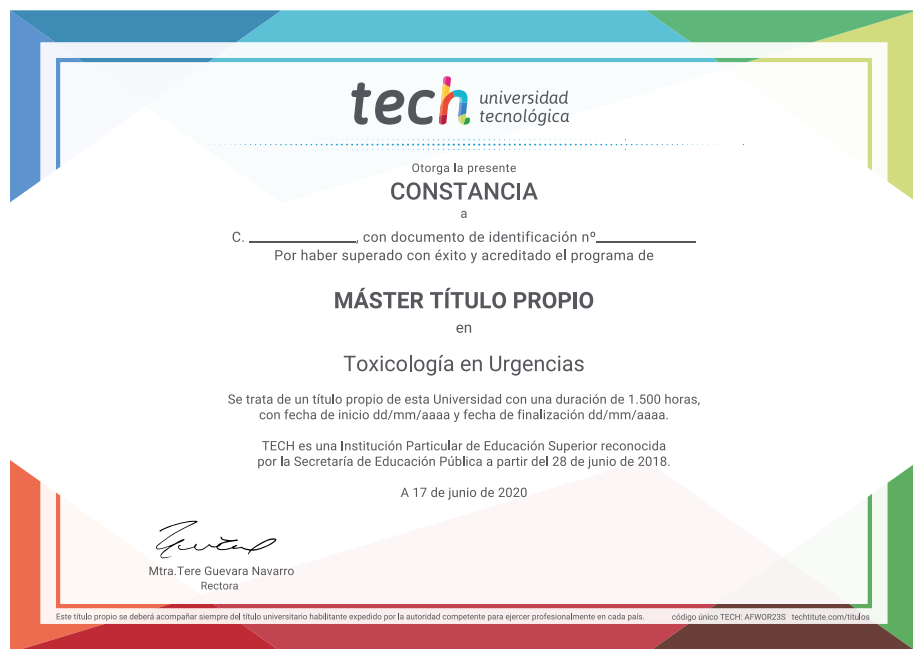 tech universidad
tecnológica
Otorga la presente
CONSTANCIA
a
C. ____________, con documento de identificación nº____________
Por haber superado con éxito y acreditado el programa de
MÁSTER TÍTULO PROPIO
en
Toxicología en Urgencias
Se trata de un título propio de esta Universidad con una duración de 1.500 horas,
con fecha de inicio dd/mm/aaaa y fecha de finalización dd/mm/aaaa.
TECH es una Institución Particular de Educación Superior reconocida
por la Secretaría de Educación Pública a partir del 28 de junio de 2018.
A 17 de junio de 2020
Mtra.Tere Guevara Navarro
Rectora
Este título propio se deberá acompañar siempre del título universitario habilitante expedido por la autoridad competente para ejercer profesionalmente en cada país. código único TECH: AFWOR23S techtitute.com/titulos